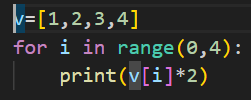 v=[1,2,3,4]
for i in range(0,4):
    print(v[i]*2)